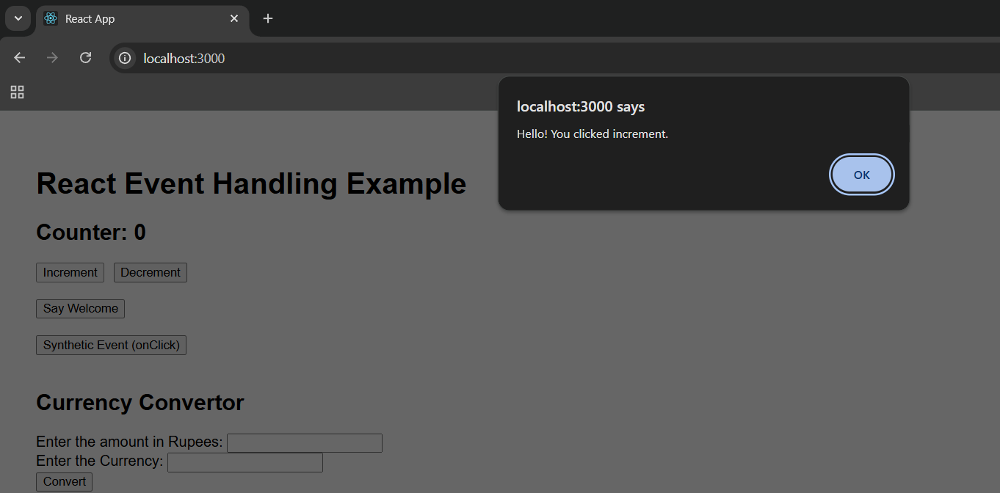 React App
localhost:3000
localhost:3000 says
Hello! You clicked increment.
OK
React Event Handling Example
Counter: 0
Increment Decrement
Say Welcome
Synthetic Event (onClick)
Currency Convertor
Enter the amount in Rupees:
Enter the Currency:
Convert